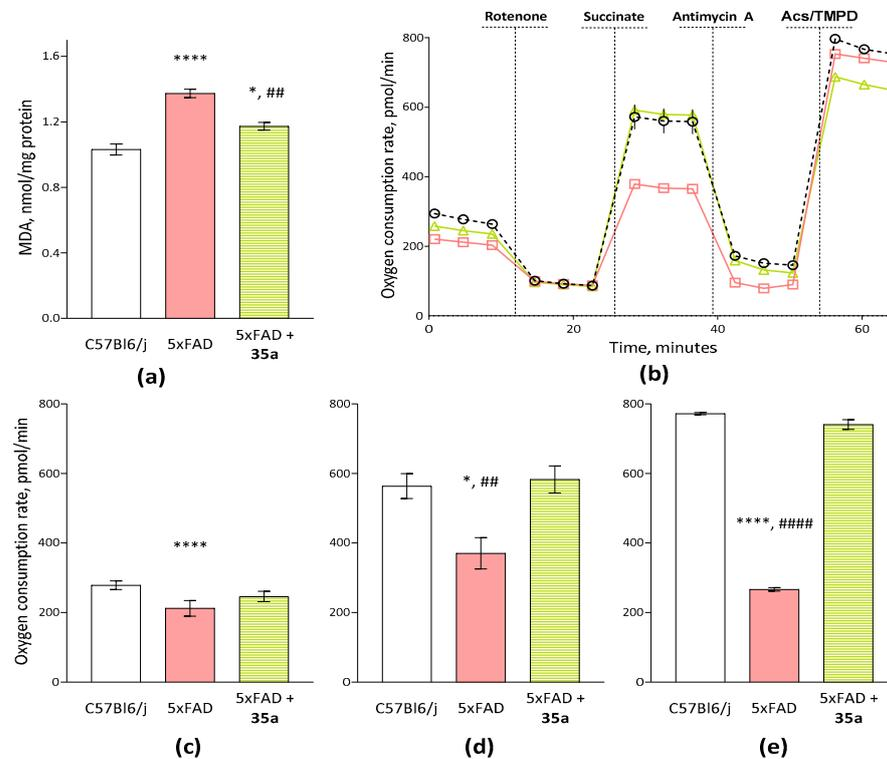 Rotenone Succinate Antimycin A Acs/TMPD
MDA, nmol/mg protein
1.6
1.2
0.8
0.4
0.0
****
*, ##
C57Bl6/j 5xFAD 5xFAD +
35a
(a)
Oxygen consumption rate, pmol/min
800
600
400
200
0
0 20 40 60
Time, minutes
(b)
Oxygen consumption rate, pmol/min
800
600
400
200
0
****
C57Bl6/j 5xFAD 5xFAD +
35a
(c)
800
600
400
200
0
*, ##
C57Bl6/j 5xFAD 5xFAD +
35a
(d)
800
600
400
200
0
****, ####
C57Bl6/j 5xFAD 5xFAD +
35a
(e)